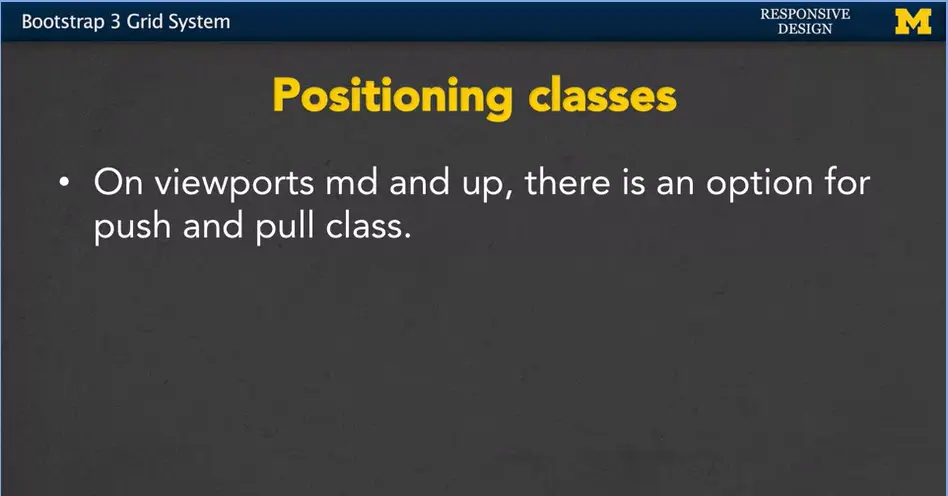 Bootstrap 3 Grid System
RESPONSIVE
DESIGN
M
Positioning classes
• On viewports md and up, there is an option for
push and pull class.